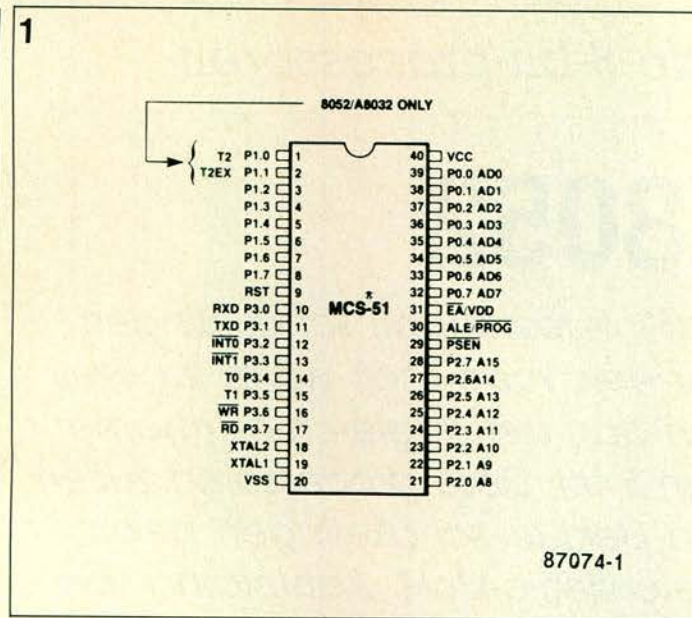 1
8052/A8032 ONLY
T2 P1.0 1 40 VCC
T2EX P1.1 2 39 P0.0 AD0
P1.2 3 38 P0.1 AD1
P1.3 4 37 P0.2 AD2
P1.4 5 36 P0.3 AD3
P1.5 6 35 P0.4 AD4
P1.6 7 34 P0.5 AD5
P1.7 8 33 P0.6 AD6
RST 9 32 P0.7 AD7
RXD P3.0 10 MCS-51 31 EA/VDD
TXD P3.1 11 30 ALE/PROG
INT0 P3.2 12 29 PSEN
INT1 P3.3 13 28 P2.7 A15
T0 P3.4 14 27 P2.6A14
T1 P3.5 15 26 P2.5 A13
WR P3.6 16 25 P2.4 A12
RD P3.7 17 24 P2.3 A11
XTAL2 18 23 P2.2 A10
XTAL1 19 22 P2.1 A9
VSS 20 21 P2.0 A8
87074-1